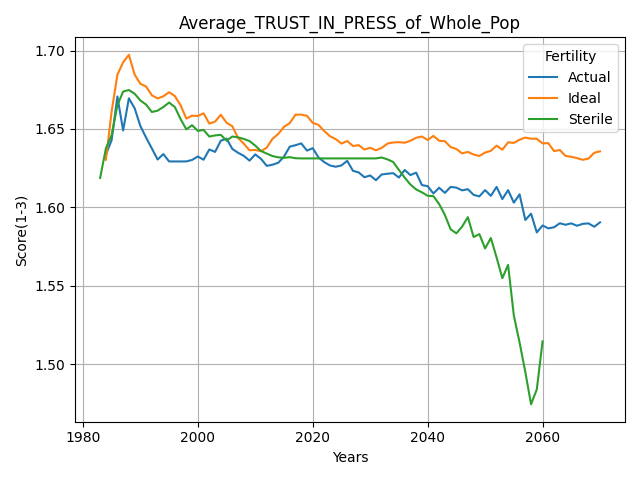 Average_TRUST_IN_PRESS_of_Whole_Pop
Score(1-3)
1.70
1.65
1.60
1.55
1.50
Fertility
Actual
Ideal
Sterile
1980
2000
2020
2040
2060
Years